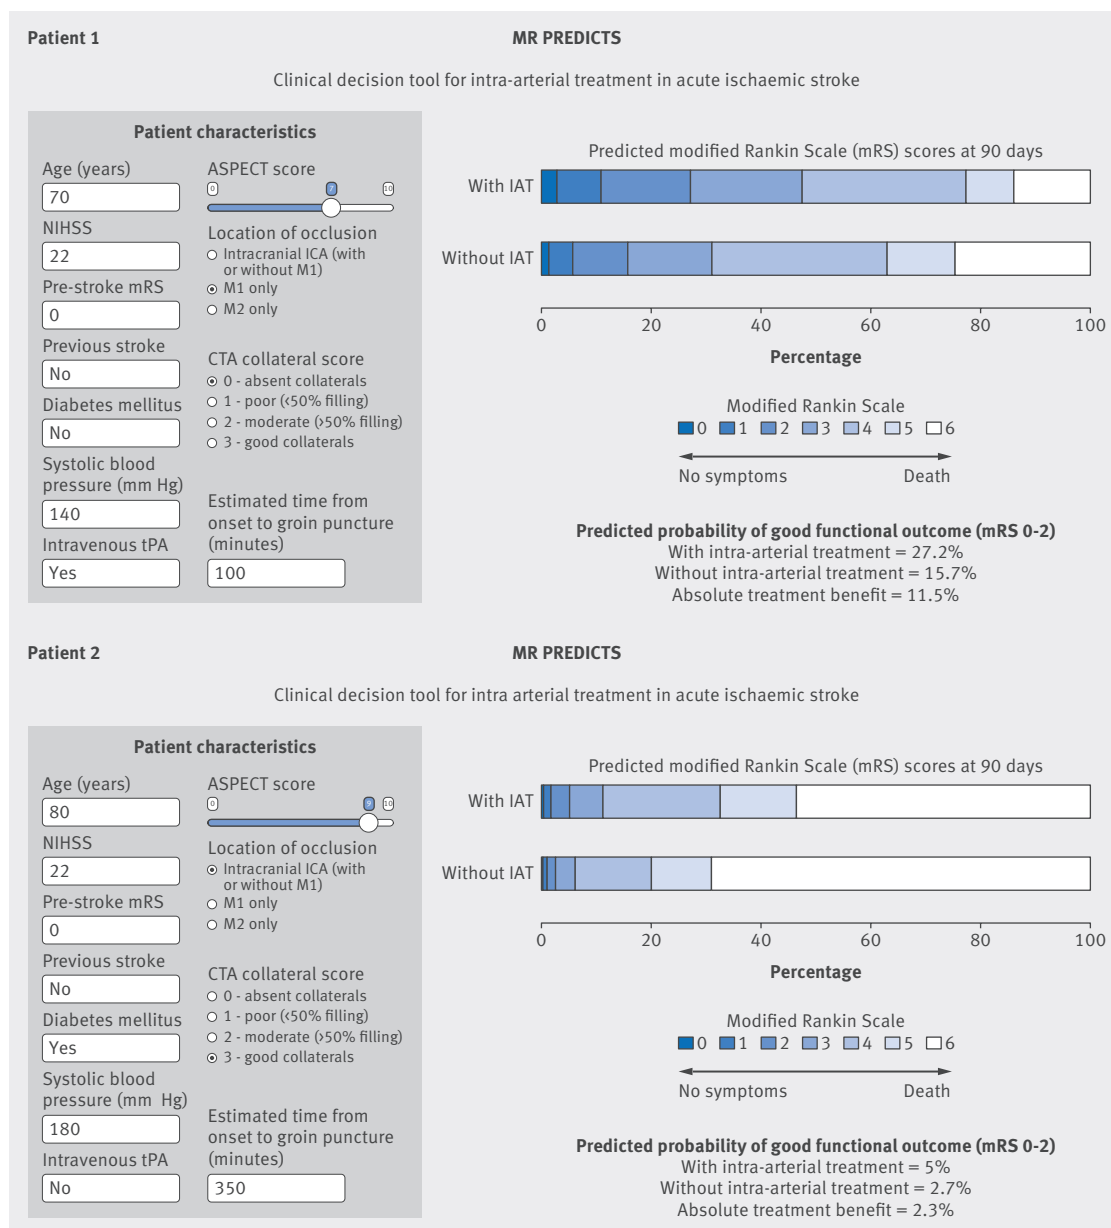 Patient 1
MR PREDICTS
Clinical decision tool for intra-arterial treatment in acute ischaemic stroke
Patient characteristics
Age (years)
70
NIHSS
22
Pre-stroke mRS
0
Previous stroke
No
Diabetes mellitus
No
Systolic blood
pressure (mm Hg)
140
Intravenous tPA
Yes
ASPECT score
0 7 10
Location of occlusion
Intracranial ICA (with
or without M1)
M1 only
M2 only
CTA collateral score
0 - absent collaterals
1 - poor (<50% filling)
2 - moderate (>50% filling)
3 - good collaterals
Estimated time from
onset to groin puncture
(minutes)
100
Predicted modified Rankin Scale (mRS) scores at 90 days
With IAT
Without IAT
0 20 40 60 80 100
Percentage
Modified Rankin Scale
0 1 2 3 4 5 6
No symptoms Death
Predicted probability of good functional outcome (mRS 0-2)
With intra-arterial treatment = 27.2%
Without intra-arterial treatment = 15.7%
Absolute treatment benefit = 11.5%
Patient 2
MR PREDICTS
Clinical decision tool for intra arterial treatment in acute ischaemic stroke
Patient characteristics
Age (years)
80
NIHSS
22
Pre-stroke mRS
0
Previous stroke
No
Diabetes mellitus
Yes
Systolic blood
pressure (mm Hg)
180
Intravenous tPA
No
ASPECT score
0 9 10
Location of occlusion
Intracranial ICA (with
or without M1)
M1 only
M2 only
CTA collateral score
0 - absent collaterals
1 - poor (<50% filling)
2 - moderate (>50% filling)
3 - good collaterals
Estimated time from
onset to groin puncture
(minutes)
350
Predicted modified Rankin Scale (mRS) scores at 90 days
With IAT
Without IAT
0 20 40 60 80 100
Percentage
Modified Rankin Scale
0 1 2 3 4 5 6
No symptoms Death
Predicted probability of good functional outcome (mRS 0-2)
With intra-arterial treatment = 5%
Without intra-arterial treatment = 2.7%
Absolute treatment benefit = 2.3%